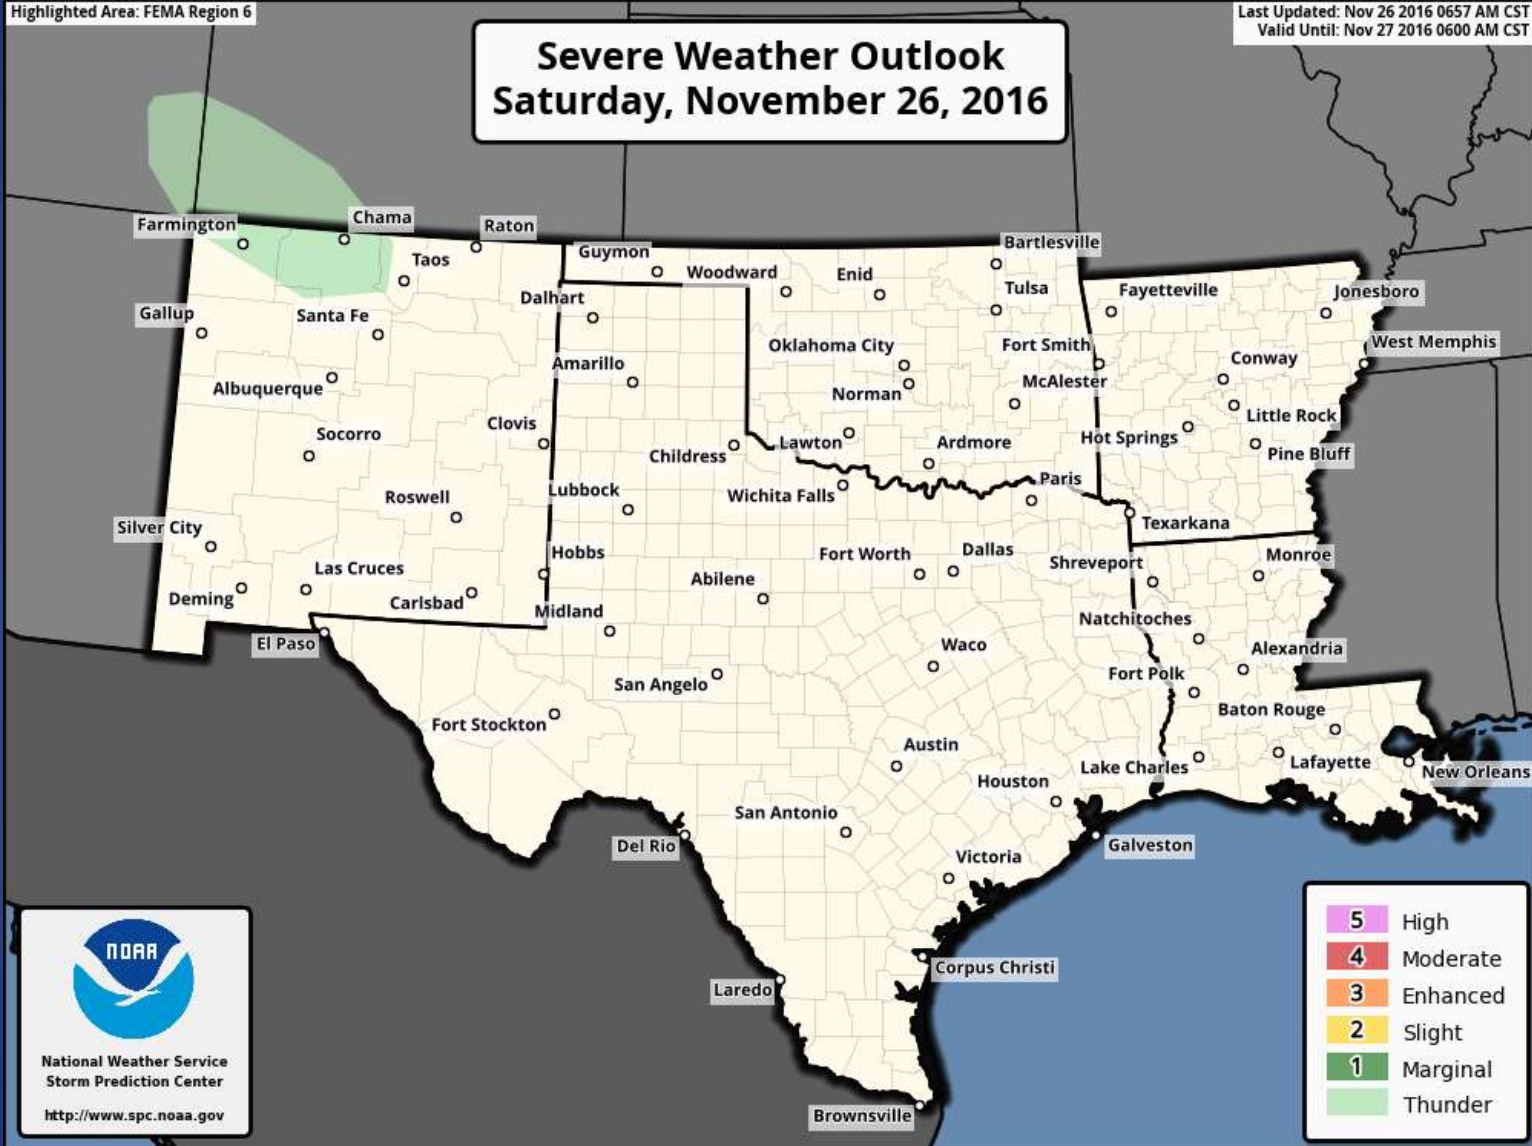 Highlighted Area: FEMA Region 6
Last Updated: Nov 26 2016 0657 AM CST
Valid Until: Nov 27 2016 0600 AM CST
Severe Weather Outlook
Saturday, November 26, 2016
Farmington
Chama
Raton
Taos
Guymon
Woodward
Enid
Bartlesville
Tulsa
Fayetteville
Jonesboro
Gallup
Santa Fe
Dalhart
Amarillo
Oklahoma City
Fort Smith
West Memphis
Albuquerque
Norman
McAlester
Conway
Little Rock
Socorro
Clovis
Childress
Lawton
Ardmore
Hot Springs
Pine Bluff
Roswell
Lubbock
Wichita Falls
Paris
Texarkana
Silver City
Las Cruces
Hobbs
Abilene
Fort Worth
Dallas
Shreveport
Monroe
Deming
Carlsbad
Midland
Natchitoches
El Paso
San Angelo
Waco
Fort Polk
Alexandria
Fort Stockton
Austin
Baton Rouge
Houston
Lake Charles
Lafayette
New Orleans
San Antonio
Del Rio
Victoria
Galveston
Laredo
Corpus Christi
Brownsville
NOAA
National Weather Service
Storm Prediction Center
http://www.spc.noaa.gov
5 High
4 Moderate
3 Enhanced
2 Slight
1 Marginal
Thunder